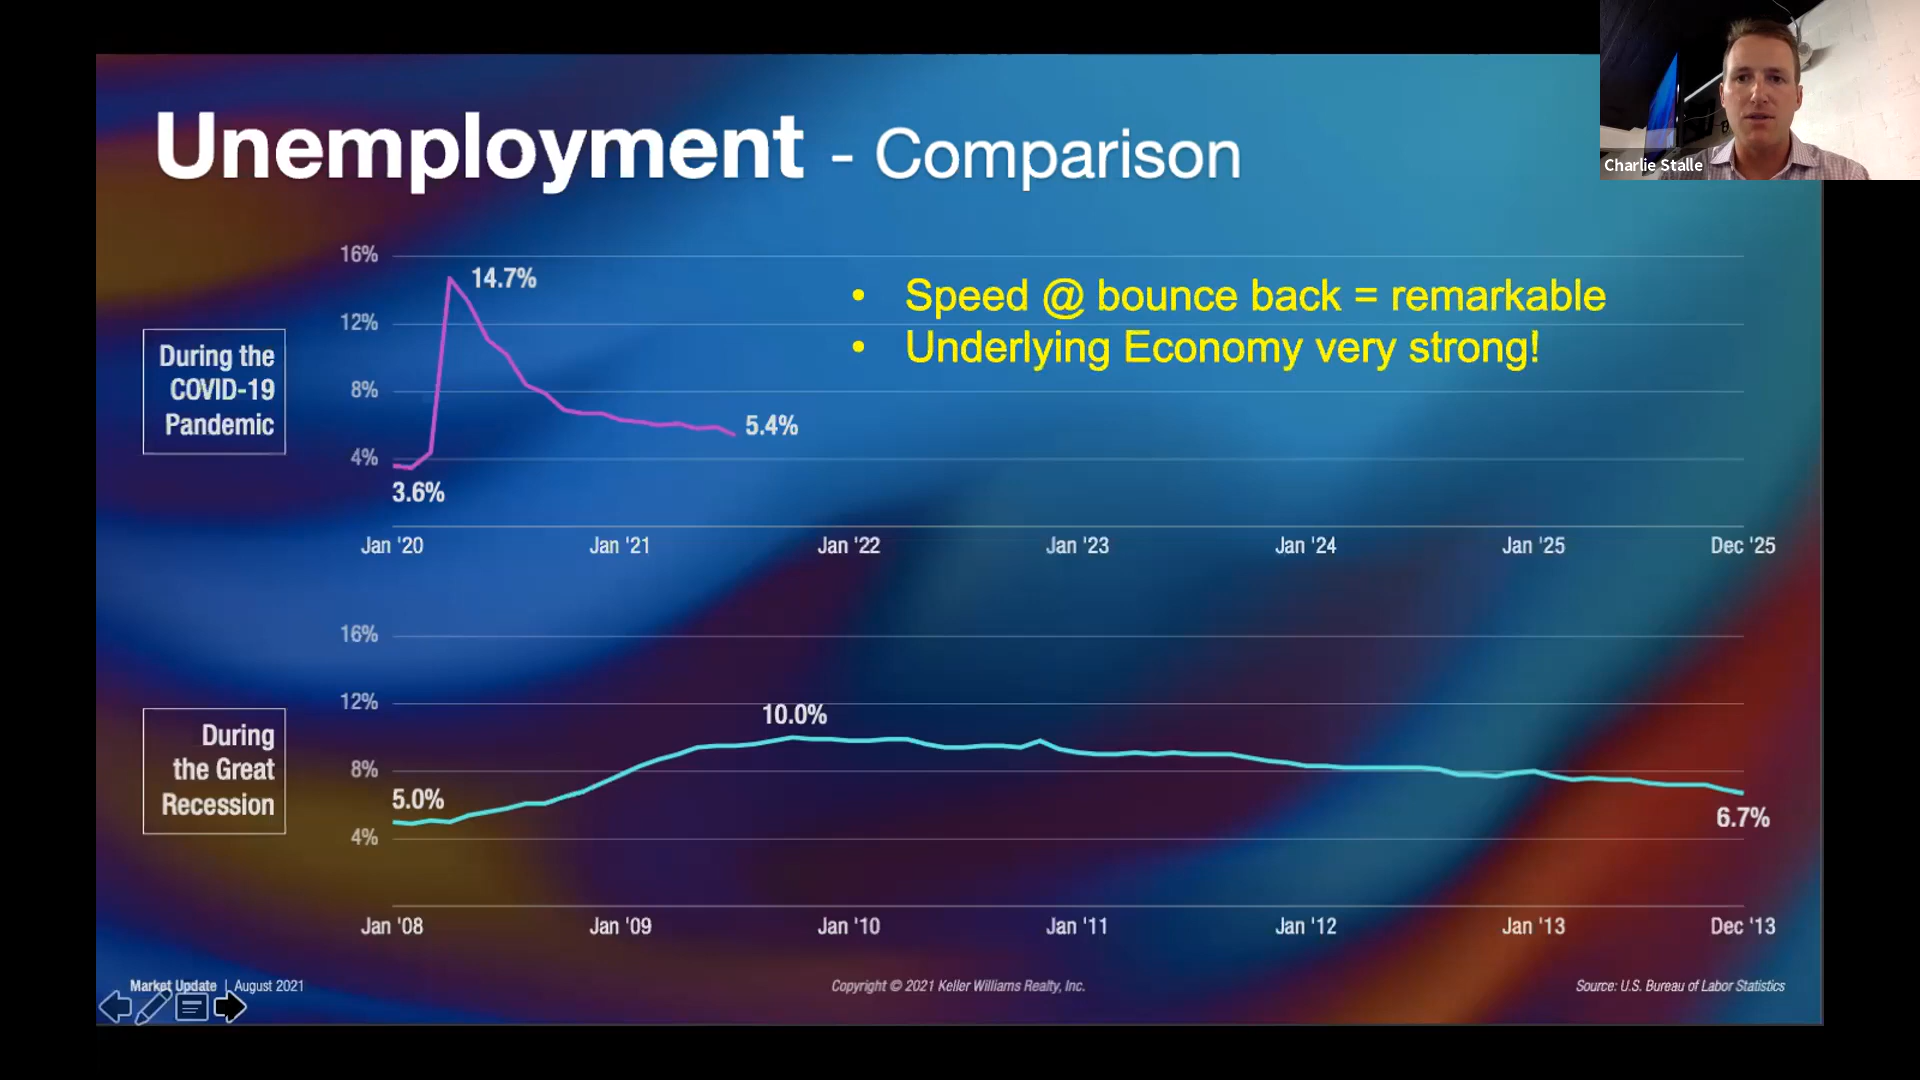 Charlie Stalle
Unemployment - Comparison
16%
14.7%
• Speed @ bounce back = remarkable
12%
• Underlying Economy very strong!
During the
COVID-19
Pandemic
8%
5.4%
4%
3.6%
Jan '20 Jan '21 Jan '22 Jan '23 Jan '24 Jan '25 Dec '25
16%
12%
10.0%
During
the Great
Recession
8%
5.0%
6.7%
4%
Jan '08 Jan '09 Jan '10 Jan '11 Jan '12 Jan '13 Dec '13
Market Update | August 2021
Copyright © 2021 Keller Williams Realty, Inc.
Source: U.S. Bureau of Labor Statistics